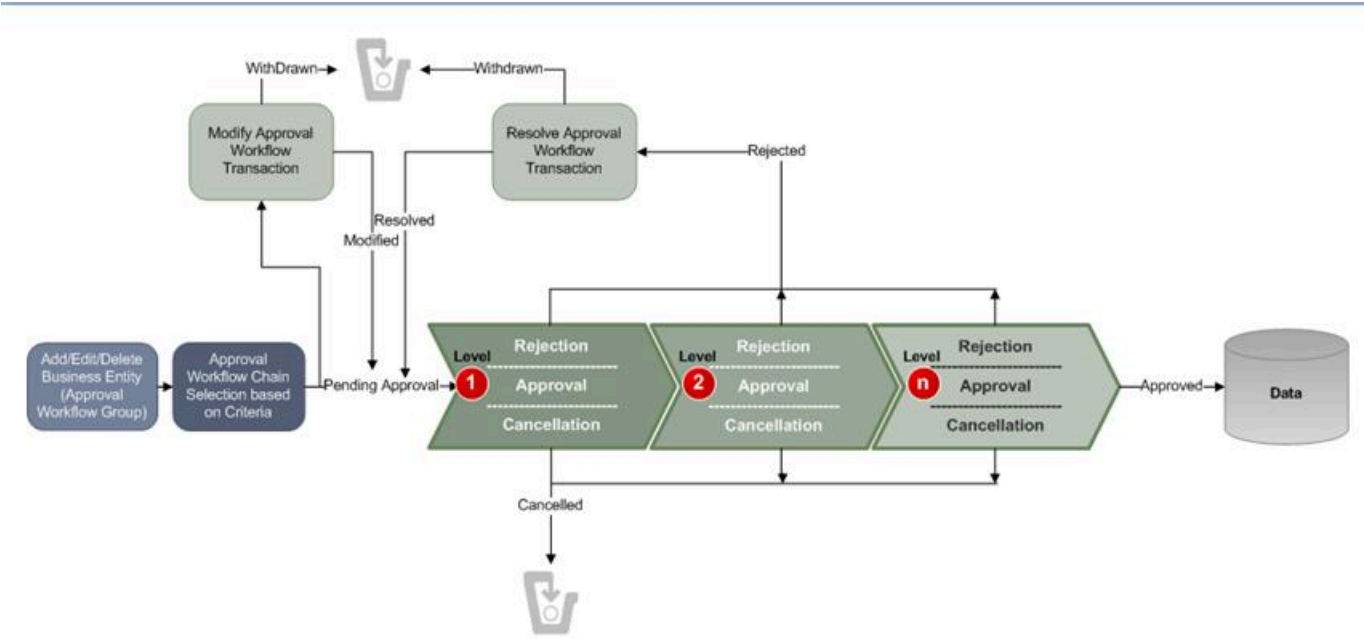 WithDrawn
Withdrawn
Modify Approval
Workflow
Transaction
Resolve Approval
Workflow
Transaction
Rejected
Resolved
Modified
Add/Edit/Delete
Business Entity
(Approval
Workflow Group)
Approval
Workflow Chain
Selection based
on Criteria
Pending Approval
Level
1
Rejection
Approval
Cancellation
Level
2
Rejection
Approval
Cancellation
Level
n
Rejection
Approval
Cancellation
Approved
Data
Cancelled